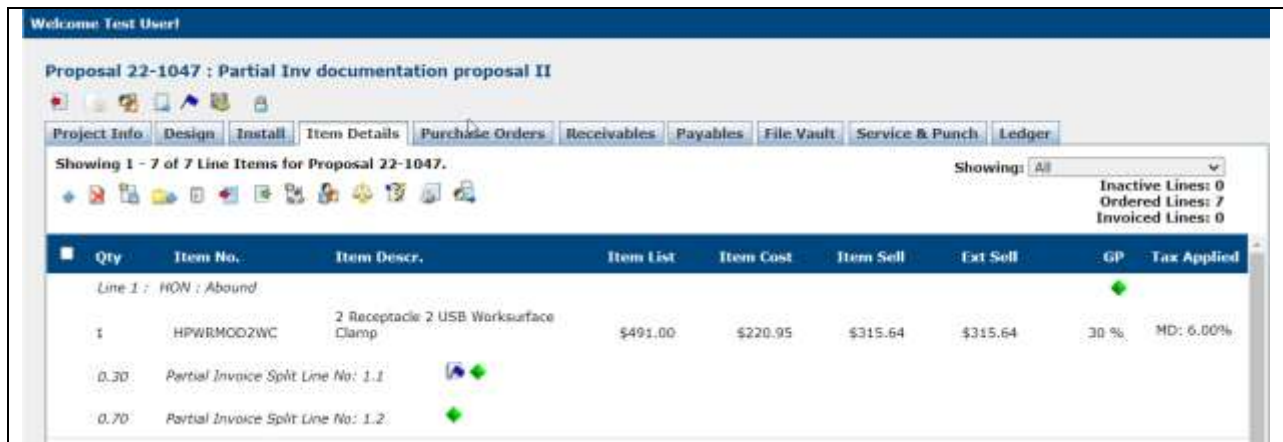 Welcome Test User!
Proposal 22-1047 : Partial Inv documentation proposal II
Project Info Design Install Item Details Purchase Orders Receivables Payables File Vault Service & Punch Ledger
Showing 1 - 7 of 7 Line Items for Proposal 22-1047.
Showing: All
Inactive Lines: 0
Ordered Lines: 7
Invoiced Lines: 0
Qty Item No. Item Descr. Item List Item Cost Item Sell Ext Sell GP Tax Applied
Line 1 : HON : Abound
1 HPWRMOD2WC 2 Receptacle 2 USB Worksurface Clamp $491.00 $220.95 $315.64 $315.64 30 % MD: 6.00%
0.30 Partial Invoice Split Line No: 1.1
0.70 Partial Invoice Split Line No: 1.2